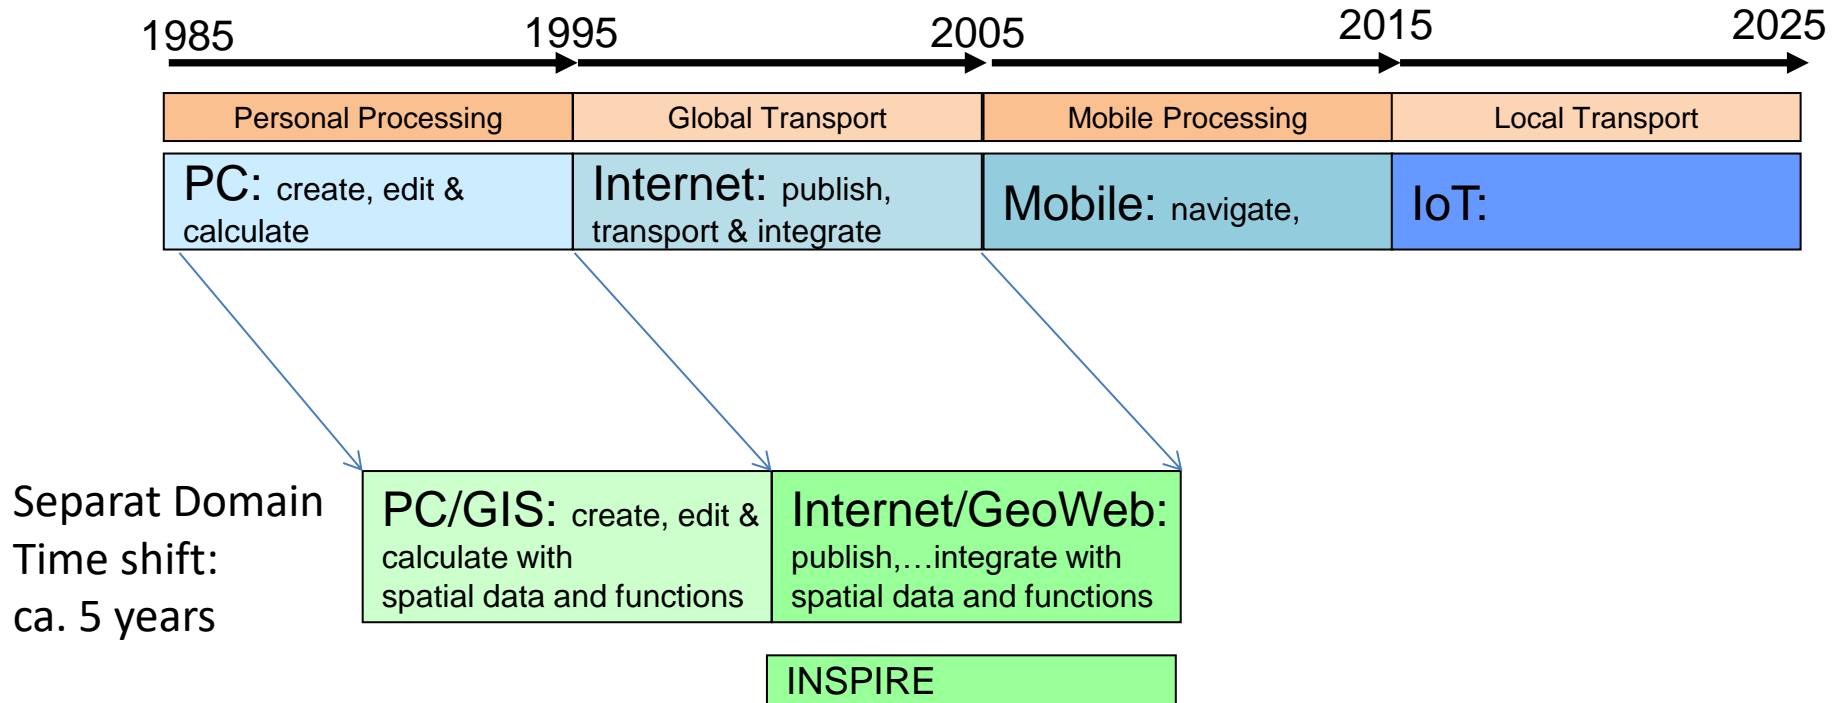 1985 1995 2005 2015 2025
Personal Processing Global Transport Mobile Processing Local Transport
PC: create, edit &
calculate
Internet: publish,
transport & integrate
Mobile: navigate,
IoT:
Separat Domain
Time shift:
ca. 5 years
PC/GIS: create, edit &
calculate with
spatial data and functions
Internet/GeoWeb:
publish,…integrate with
spatial data and functions
INSPIRE